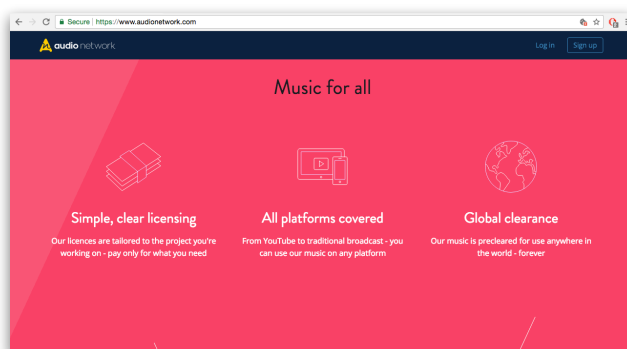 Secure | https://www.audionetwork.com
audio network
Log in
Sign up
Music for all
Simple, clear licensing
Our licences are tailored to the project you're
working on - pay only for what you need
All platforms covered
From YouTube to traditional broadcast - you
can use our music on any platform
Global clearance
Our music is precleared for use anywhere in
the world - forever